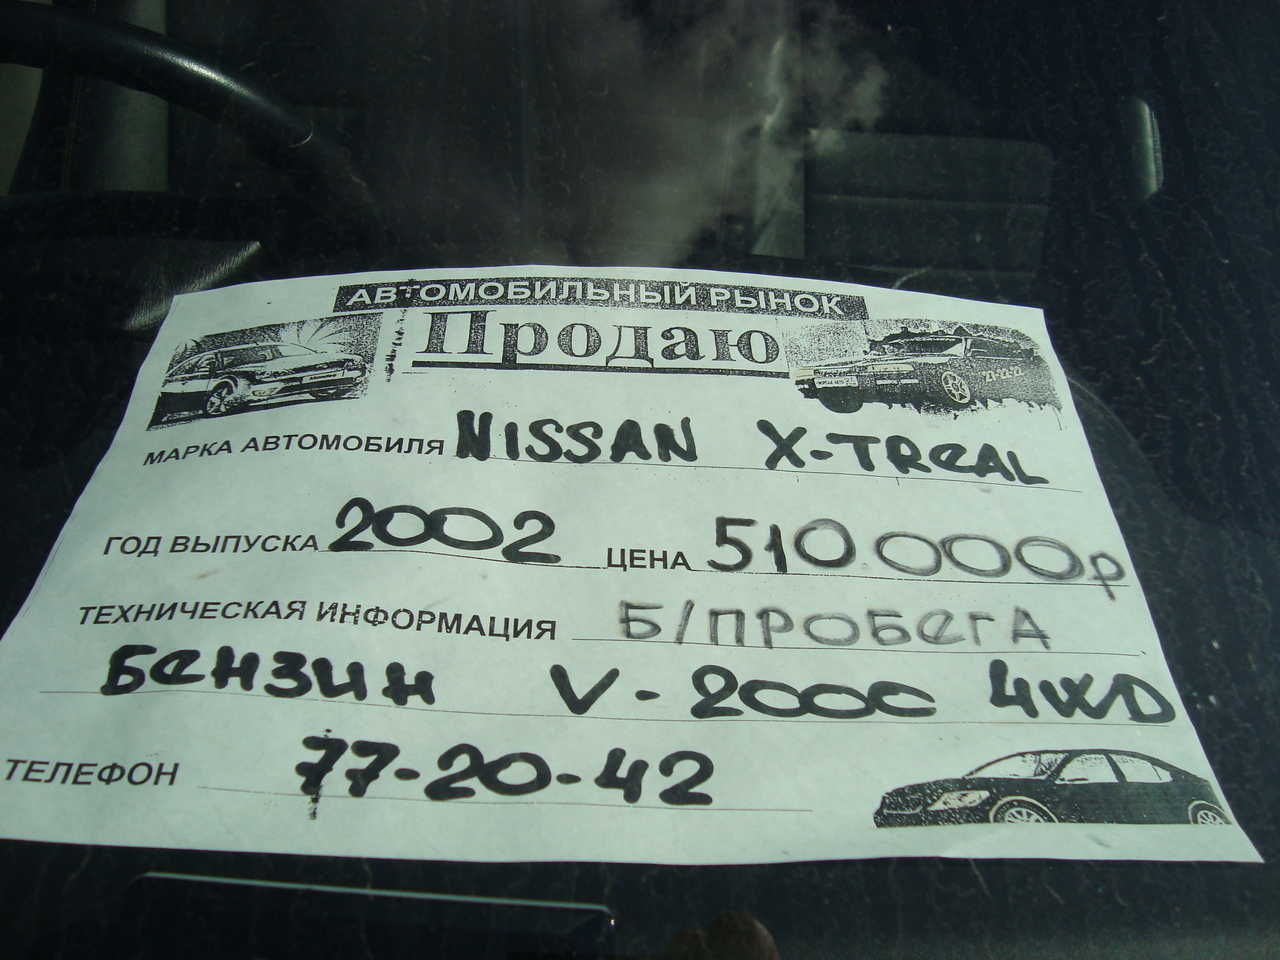 АВТОМОБИЛЬНЫЙ РЫНОК
Продаю
МАРКА АВТОМОБИЛЯ NISSAN X-TReAL
ГОД ВЫПУСКА 2002 ЦЕНА 510.000р
ТЕХНИЧЕСКАЯ ИНФОРМАЦИЯ Б/ПРОБеГА
БеНЗИН V-2000 4WD
ТЕЛЕФОН 77-20-42